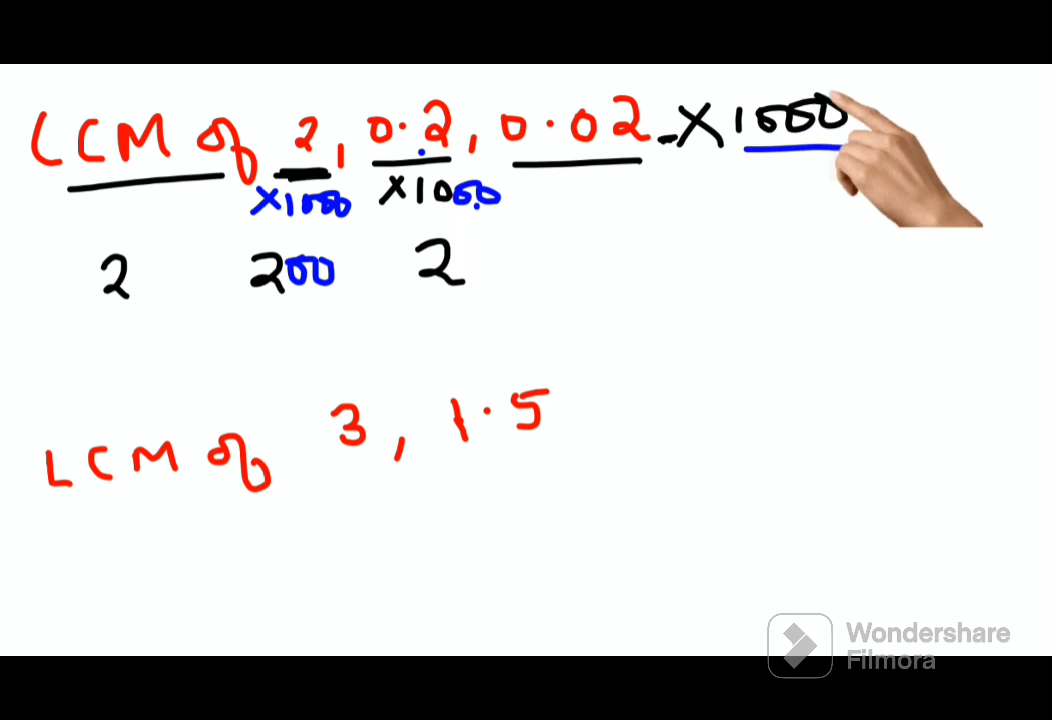 LCM of 2, 0.2, 0.02 - X 1000
X1000 X1000
2 200 2
LCM of 3, 1.5
Wondershare
Filmora